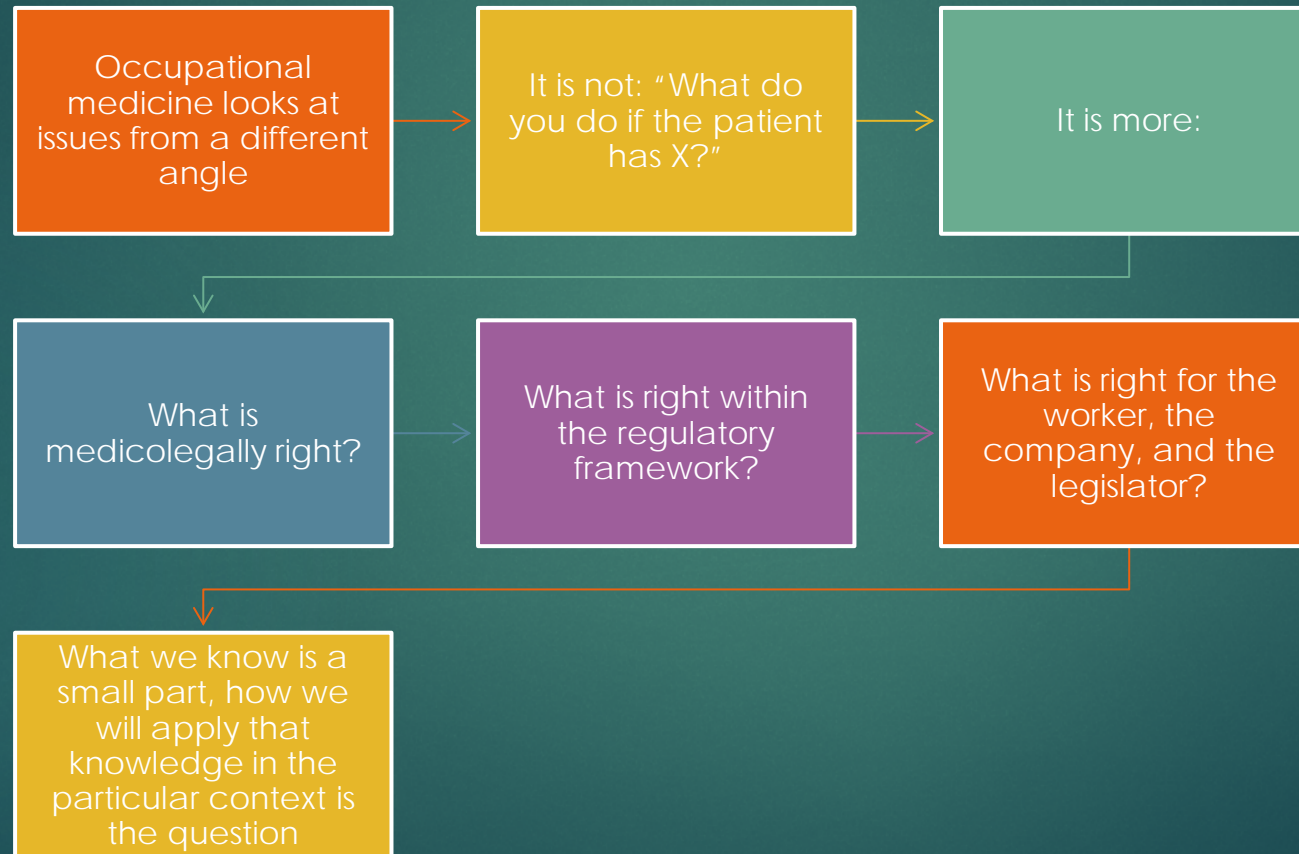 Occupational
medicine looks at
issues from a different
angle
It is not: “What do
you do if the patient
has X?”
It is more:
What is
medicolegally right?
What is right within
the regulatory
framework?
What is right for the
worker, the
company, and the
legislator?
What we know is a
small part, how we
will apply that
knowledge in the
particular context is
the question